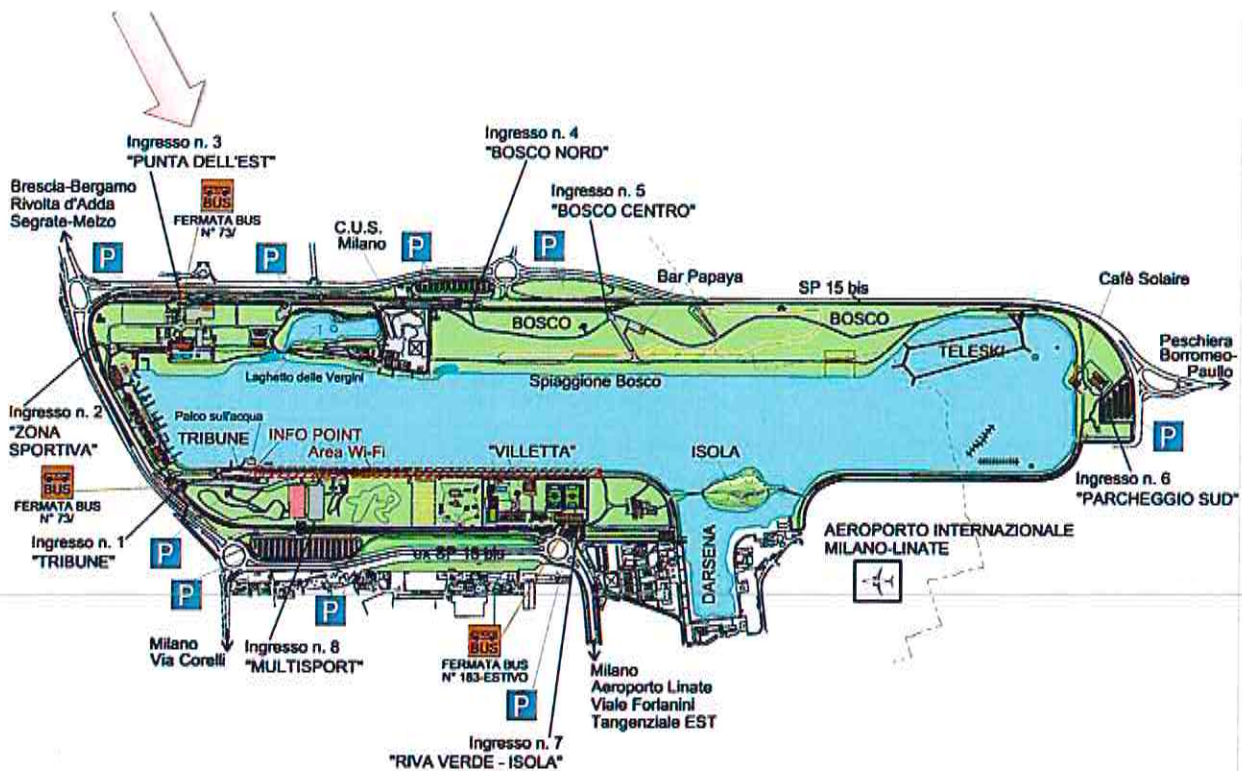 Ingresso n. 3
"PUNTA DELL'EST"
Ingresso n. 4
"BOSCO NORD"
Ingresso n. 5
"BOSCO CENTRO"
Brescia-Bergamo
Rivolta d'Adda
Segrate-Melzo
BUS
FERMATA BUS
N° 73/
C.U.S.
Milano
P
P
P
P
Bar Papaya
SP 15 bis
Cafè Solaire
BOSCO
BOSCO
TELESKI
Peschiera
Borromeo-
Paullo
P
Laghetto delle Vergini
Spiaggione Bosco
Ingresso n. 2
"ZONA
SPORTIVA"
Palco sull'acqua
TRIBUNE
INFO POINT
Area Wi-Fi
"VILLETTA"
ISOLA
BUS
FERMATA BUS
N° 73/
Ingresso n. 6
"PARCHEGGIO SUD"
Ingresso n. 1
"TRIBUNE"
P
ex SP 15 bis
DARSENA
AEROPORTO INTERNAZIONALE
MILANO-LINATE
P
P
Milano
Via Corelli
Ingresso n. 8
"MULTISPORT"
BUS
FERMATA BUS
N° 183-ESTIVO
P
Milano
Aeroporto Linate
Viale Forlanini
Tangenziale EST
Ingresso n. 7
"RIVA VERDE - ISOLA"